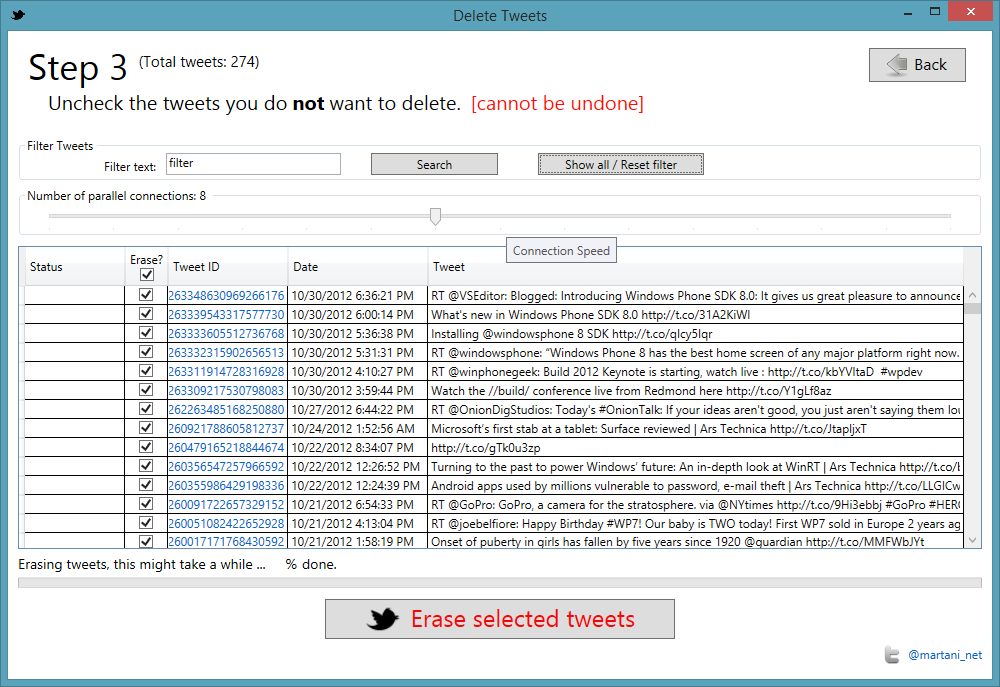 Delete Tweets
Step 3 (Total tweets: 274)
Back
Uncheck the tweets you do not want to delete. [cannot be undone]
Filter Tweets
Filter text: filter Search Show all / Reset filter
Number of parallel connections: 8
Connection Speed
Status Erase? Tweet ID Date Tweet
263348630969266176 10/30/2012 6:36:21 PM RT @VSEditor: Blogged: Introducing Windows Phone SDK 8.0: It gives us great pleasure to announce
263339543317577730 10/30/2012 6:00:14 PM What's new in Windows Phone SDK 8.0 http://t.co/31A2KiWI
263333605512736768 10/30/2012 5:36:38 PM Installing @windowsphone 8 SDK http://t.co/qIcy5Iqr
263332315902656513 10/30/2012 5:31:31 PM RT @windowsphone: “Windows Phone 8 has the best home screen of any major platform right now.
263311914728316928 10/30/2012 4:10:27 PM RT @winphonegeek: Build 2012 Keynote is starting, watch live : http://t.co/kbYVItaD #wpdev
263309217530798083 10/30/2012 3:59:44 PM Watch the //build/ conference live from Redmond here http://t.co/Y1gLf8az
262263485168250880 10/27/2012 6:44:22 PM RT @OnionDigStudios: Today's #OnionTalk: If your ideas aren't good, you just aren't saying them lou
260921788605812737 10/24/2012 1:52:56 AM Microsoft’s first stab at a tablet: Surface reviewed | Ars Technica http://t.co/JtapIjxT
260479165218844674 10/22/2012 8:34:07 PM http://t.co/gTk0u3zp
260356547257966592 10/22/2012 12:26:52 PM Turning to the past to power Windows’ future: An in-depth look at WinRT | Ars Technica http://t.co/
260355986429198336 10/22/2012 12:24:39 PM Android apps used by millions vulnerable to password, e-mail theft | Ars Technica http://t.co/LLGlCw
260091722657329152 10/21/2012 6:54:33 PM RT @GoPro: GoPro, a camera for the stratosphere. via @NYtimes http://t.co/9Hi3ebbj #GoPro #HERO
260051082422652928 10/21/2012 4:13:04 PM RT @joebelfiore: Happy Birthday #WP7! Our baby is TWO today! First WP7 sold in Europe 2 years ag
260017171768430592 10/21/2012 1:58:19 PM Onset of puberty in girls has fallen by five years since 1920 @guardian http://t.co/MMFWbJYt
Erasing tweets, this might take a while ... % done.
Erase selected tweets
@martani_net